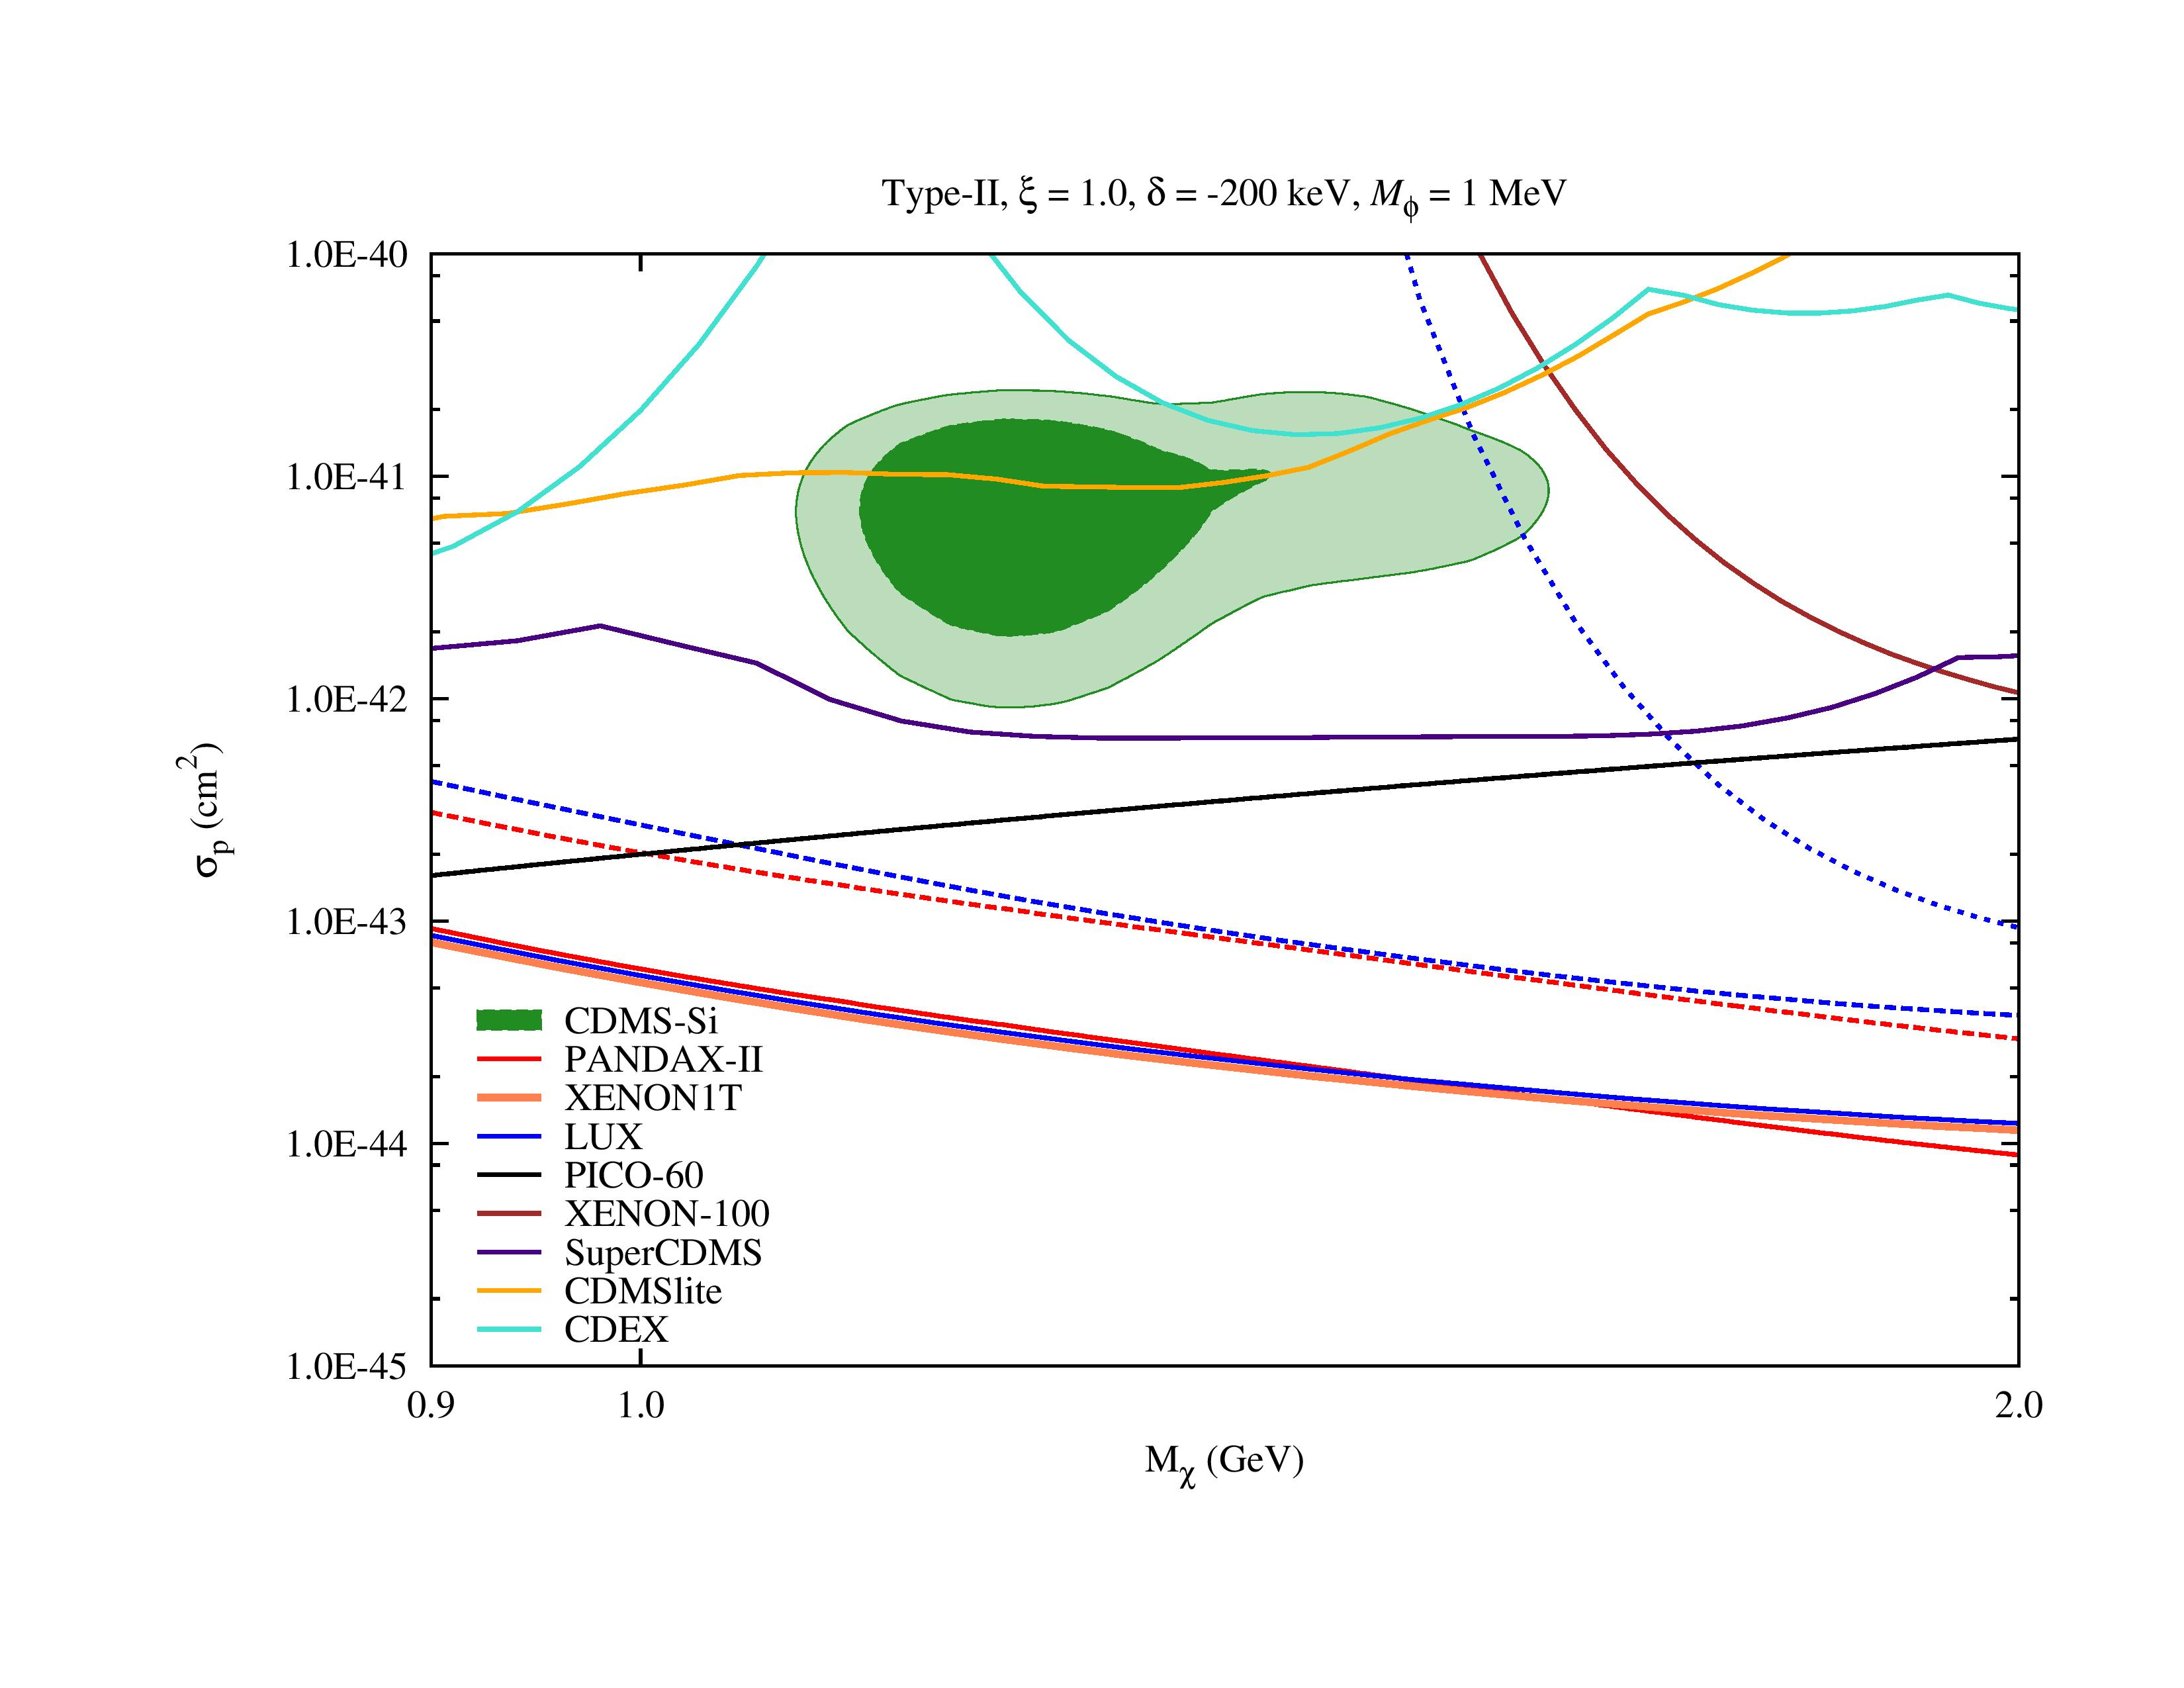 Type-II, ξ = 1.0, δ = -200 keV, Mϕ = 1 MeV
1.0E-40
1.0E-41
1.0E-42
1.0E-43
1.0E-44
1.0E-45
σp (cm²)
CDMS-Si
PANDAX-II
XENON1T
LUX
PICO-60
XENON-100
SuperCDMS
CDMSlite
CDEX
0.9 1.0 2.0
Mχ (GeV)